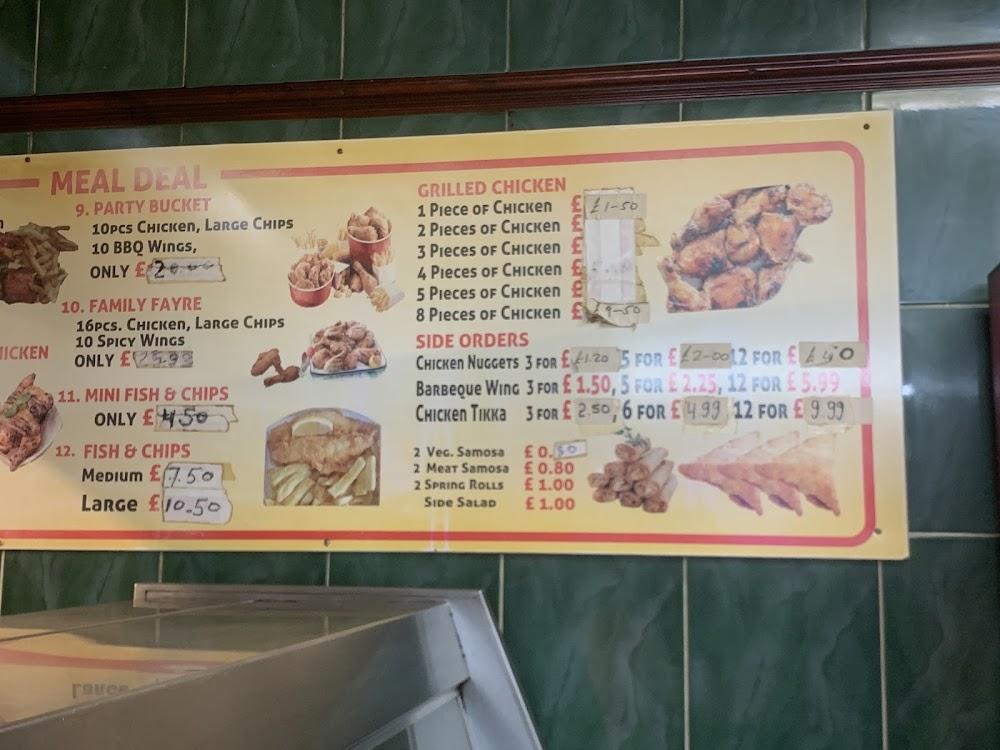 MEAL DEAL
9. PARTY BUCKET
10PCS CHICKEN, LARGE CHIPS
10 BBQ WINGS,
ONLY £20.00
10. FAMILY FAYRE
16PCS. CHICKEN, LARGE CHIPS
10 SPICY WINGS
ONLY £
HICKEN
11. MINI FISH & CHIPS
ONLY £4.50
12. FISH & CHIPS
MEDIUM £7.50
LARGE £10.50
GRILLED CHICKEN
1 PIECE OF CHICKEN £ £1-50
2 PIECES OF CHICKEN £
3 PIECES OF CHICKEN £
4 PIECES OF CHICKEN £
5 PIECES OF CHICKEN £
8 PIECES OF CHICKEN £ 9-50
SIDE ORDERS
CHICKEN NUGGETS 3 FOR £ £1.20 5 FOR £ £2-00 12 FOR £
BARBEQUE WING 3 FOR £ 1.50, 5 FOR £ 2.25, 12 FOR £ 5.99
CHICKEN TIKKA 3 FOR £ 2.50, 6 FOR £ 4.99 12 FOR £ 9.99
2 VEG. SAMOSA £ 0.80
2 MEAT SAMOSA £ 0.80
2 SPRING ROLLS £ 1.00
SIDE SALAD £ 1.00